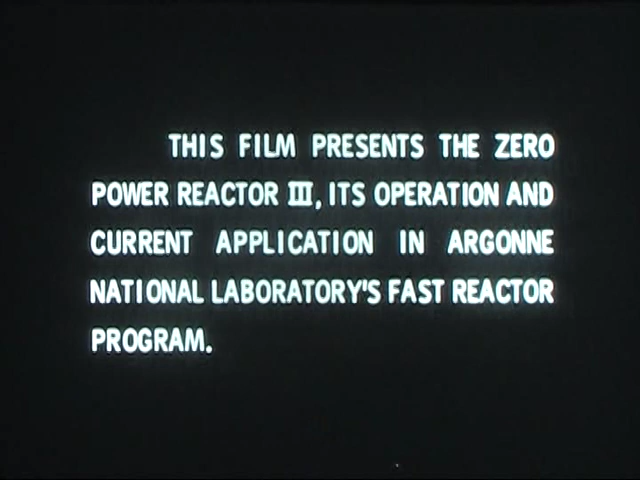 THIS FILM PRESENTS THE ZERO
POWER REACTOR III, ITS OPERATION AND
CURRENT APPLICATION IN ARGONNE
NATIONAL LABORATORY'S FAST REACTOR
PROGRAM.